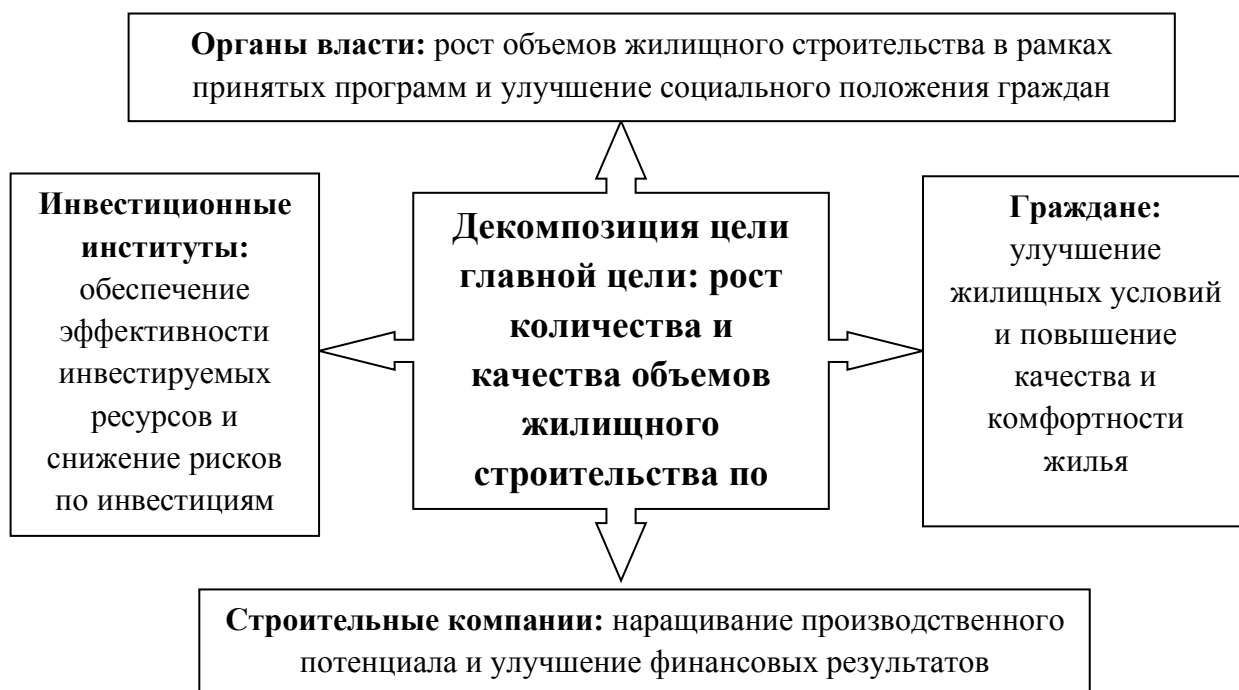 Органы власти: рост объемов жилищного строительства в рамках
принятых программ и улучшение социального положения граждан
Инвестиционные
институты:
обеспечение
эффективности
инвестируемых
ресурсов и
снижение рисков
по инвестициям
Декомпозиция цели
главной цели: рост
количества и
качества объемов
жилищного
строительства по
Граждане:
улучшение
жилищных условий
и повышение
качества и
комфортности
жилья
Строительные компании: наращивание производственного
потенциала и улучшение финансовых результатов